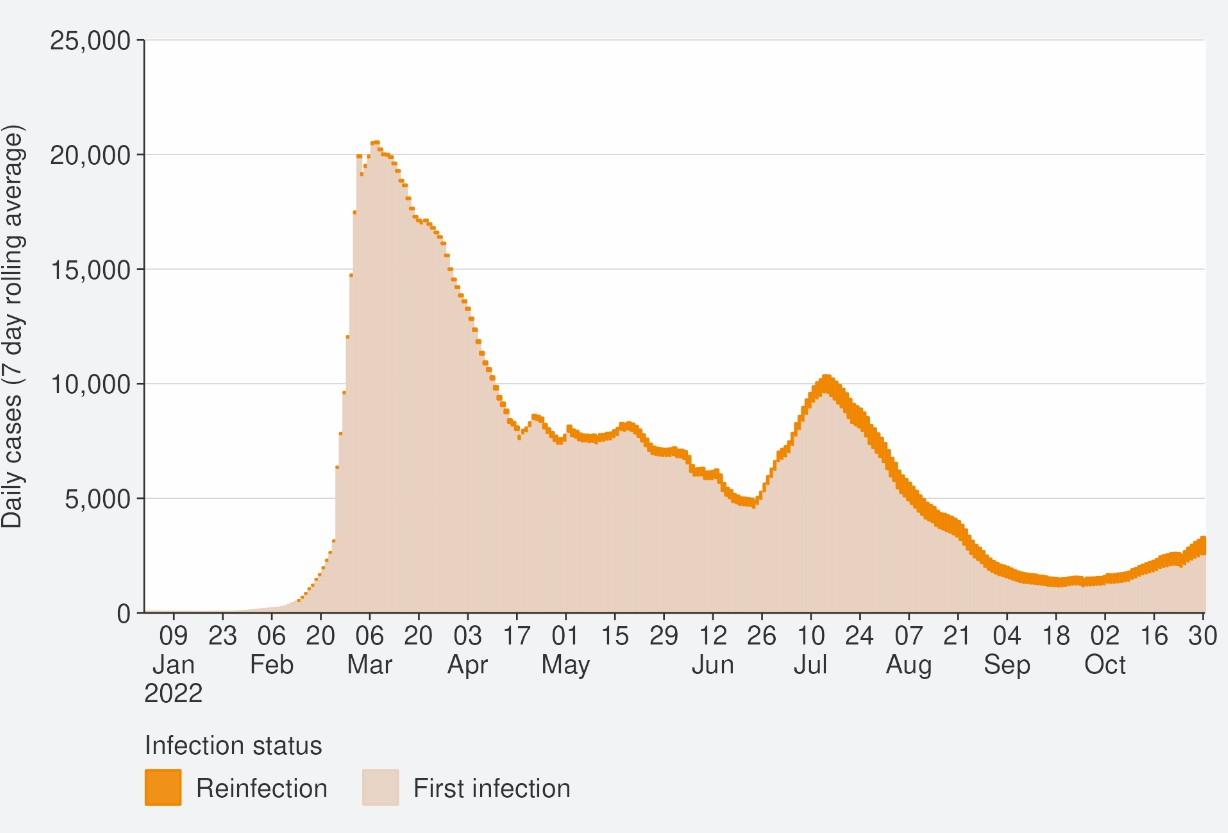 Daily cases (7 day rolling average)
25,000
20,000
15,000
10,000
5,000
0
09 23 06 20 06 20 03 17 01 15 29 12 26 10 24 07 21 04 18 02 16 30
Jan Feb Mar Apr May Jun Jul Aug Sep Oct
2022
Infection status
Reinfection First infection